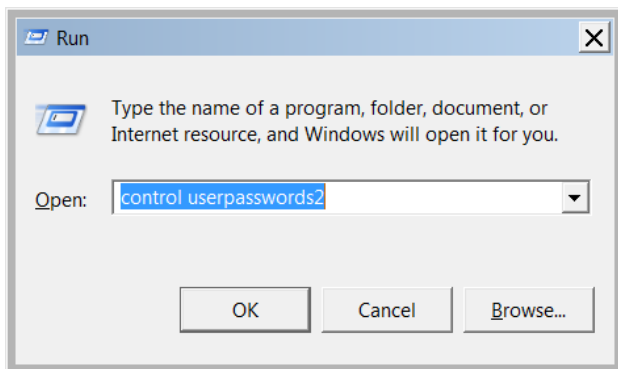 Run
Type the name of a program, folder, document, or
Internet resource, and Windows will open it for you.
Open: control userpasswords2
OK Cancel Browse...